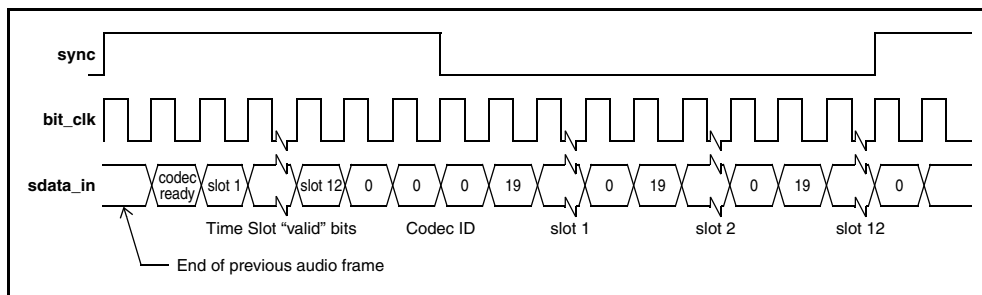 sync
bit_clk
sdata_in
codec
ready
slot 1
slot 12
0
0
0
19
0
19
0
19
0
Time Slot “valid” bits
Codec ID
slot 1
slot 2
slot 12
End of previous audio frame